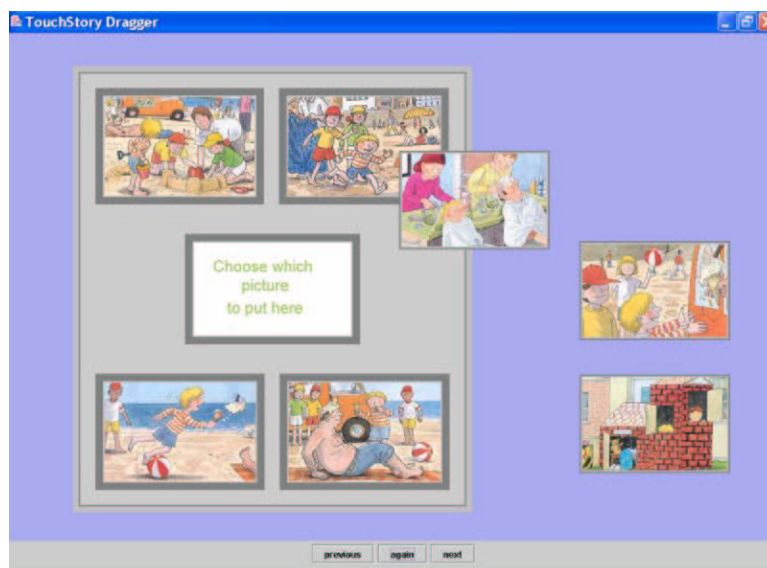 TouchStory Dragger
Choose which
picture
to put here
previous
again
next